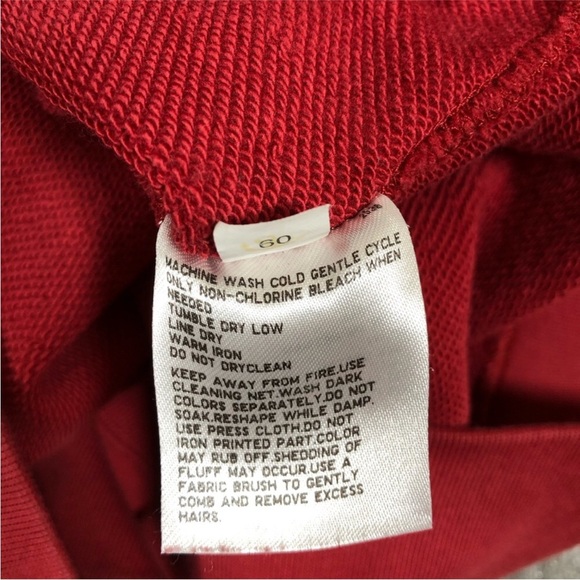 60
MACHINE WASH COLD GENTLE CYCLE
ONLY NON-CHLORINE BLEACH WHEN
NEEDED
TUMBLE DRY LOW
LINE DRY
WARM IRON
DO NOT DRYCLEAN
KEEP AWAY FROM FIRE.USE
CLEANING NET.WASH DARK
COLORS SEPARATELY.DO NOT
SOAK.RESHAPE WHILE DAMP.
USE PRESS CLOTH.DO NOT
IRON PRINTED PART.COLOR
MAY RUB OFF.SHEDDING OF
FLUFF MAY OCCUR.USE A
FABRIC BRUSH TO GENTLY
COMB AND REMOVE EXCESS
HAIRS.